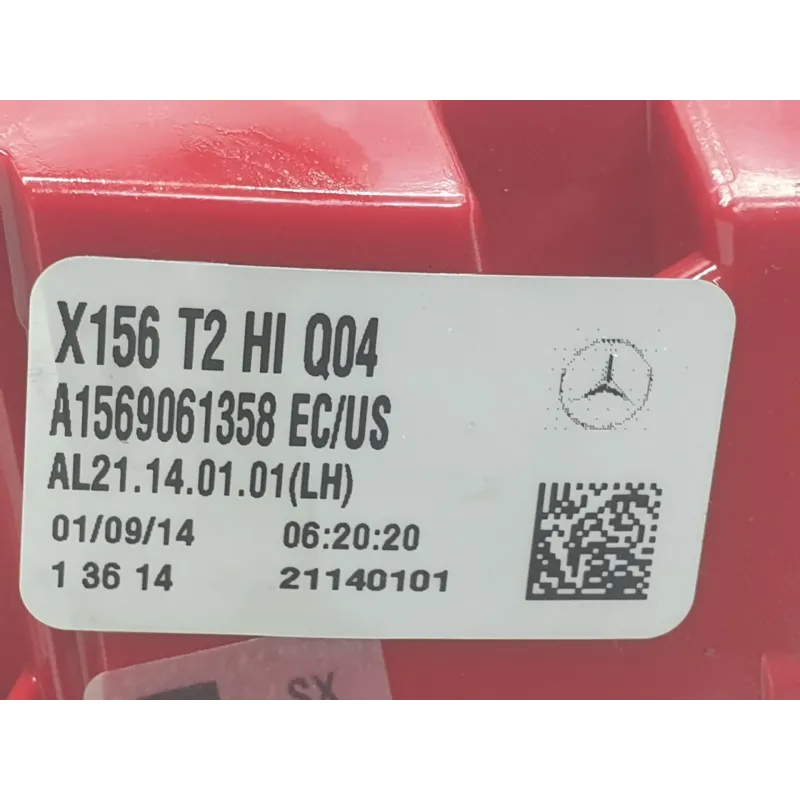 X156 T2 HI Q04
A1569061358 EC/US
AL21.14.01.01(LH)
01/09/14 06:20:20
1 36 14 21140101
SX